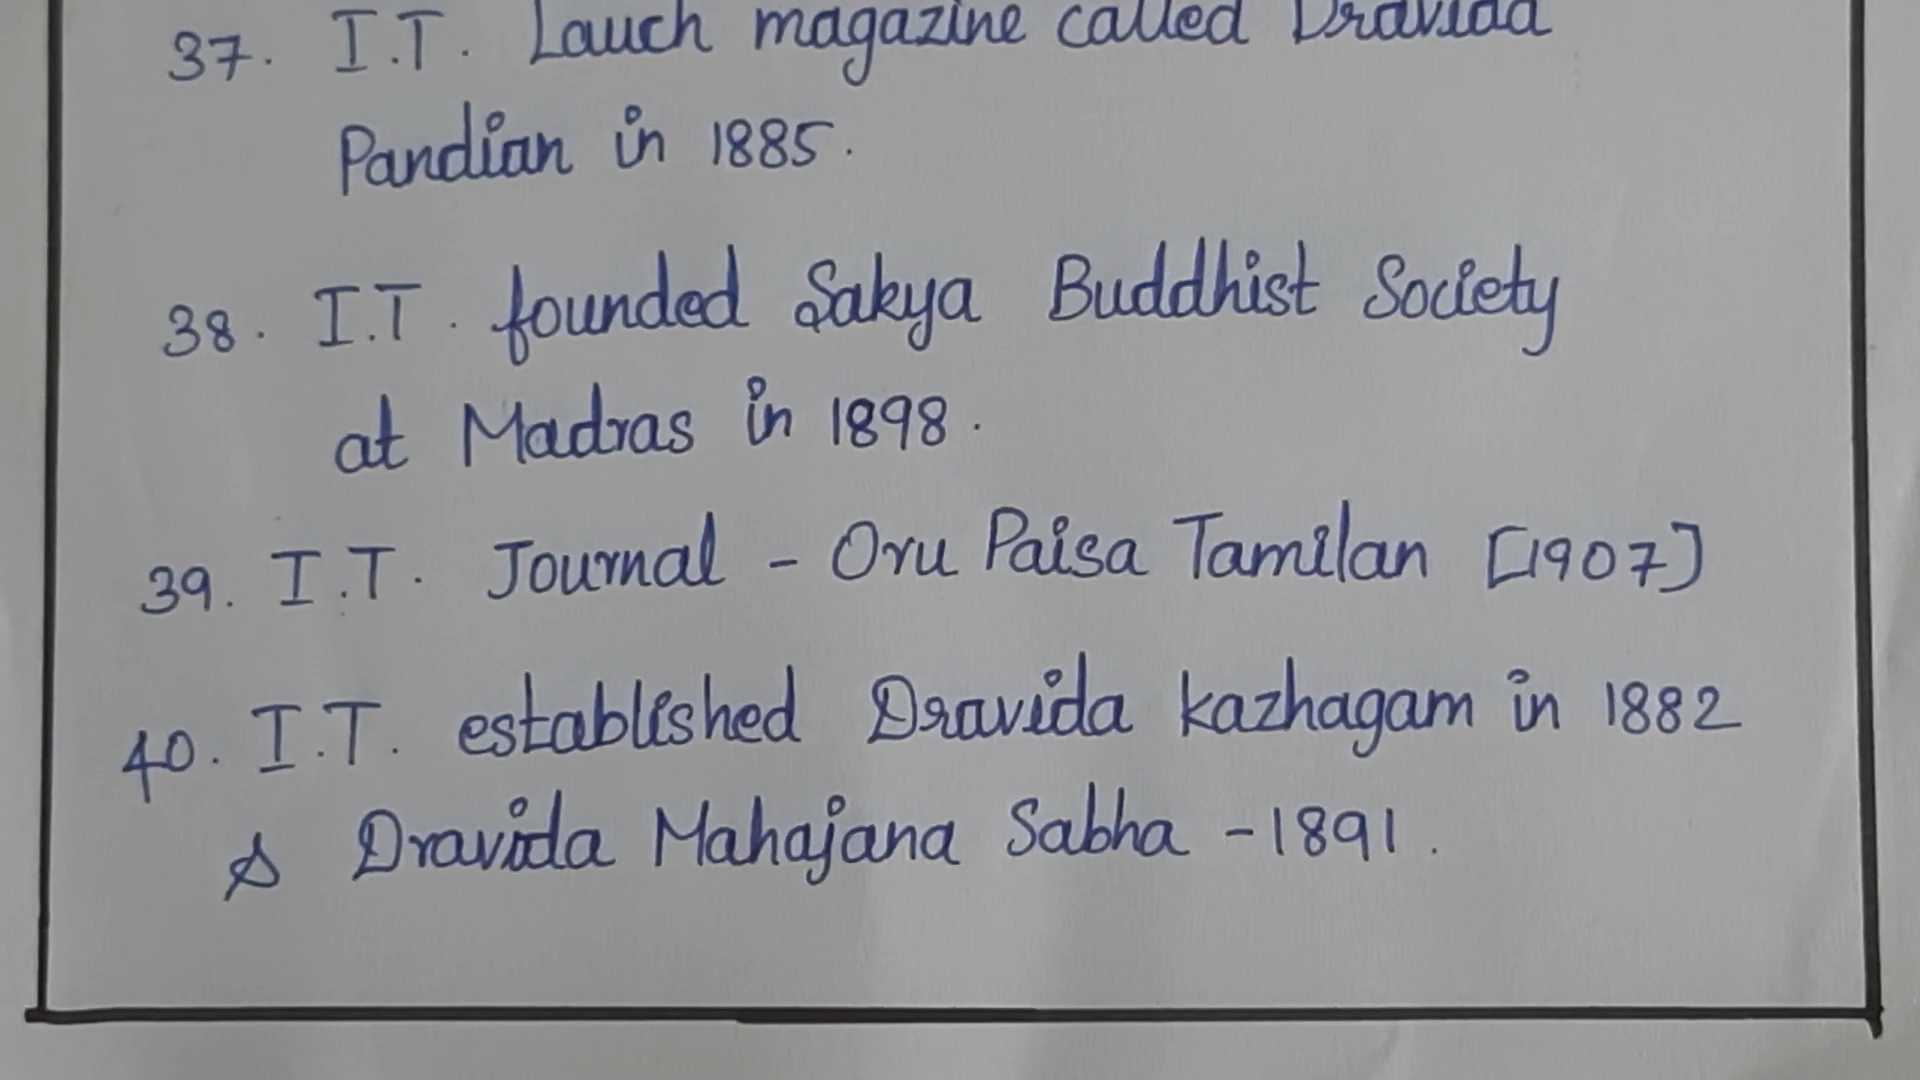 37. I.T. Lauch magazine called Dravida
Pandian in 1885.
38. I.T. founded Sakya Buddhist Society
at Madras in 1898.
39. I.T. Journal - Oru Paisa Tamilan [1907]
40. I.T. established Dravida kazhagam in 1882
& Dravida Mahajana Sabha - 1891.